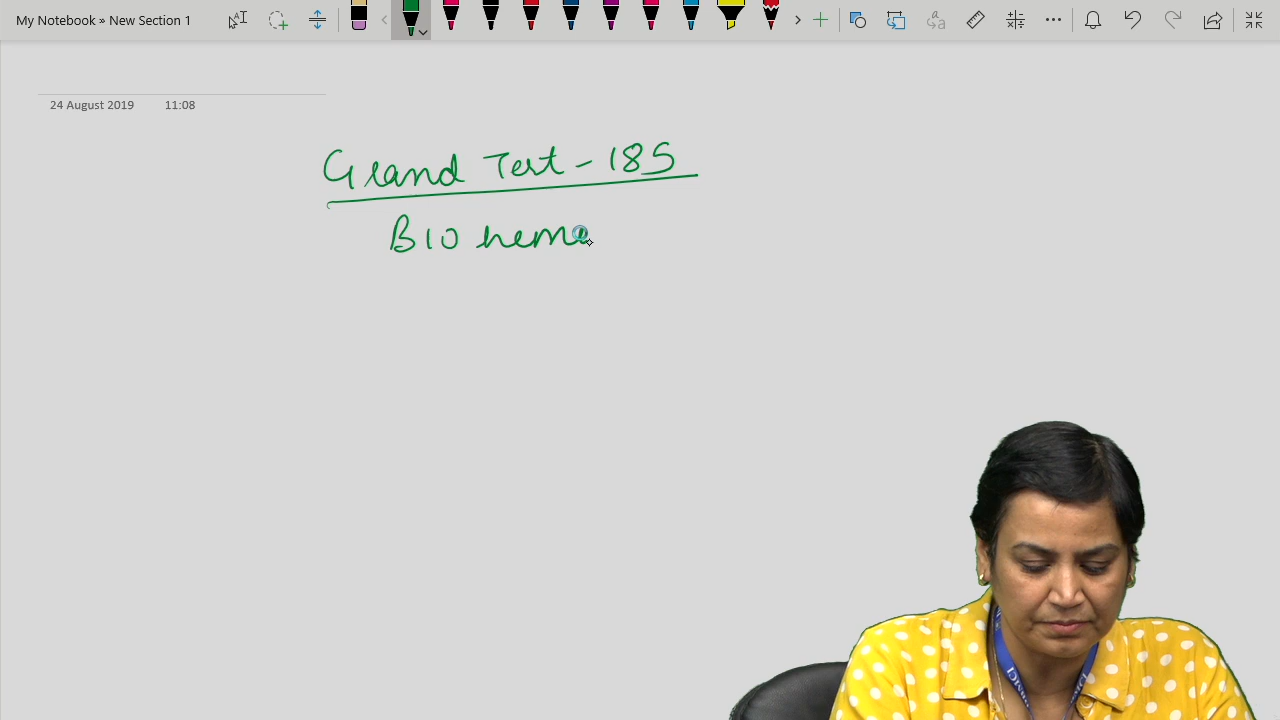 My Notebook » New Section 1
24 August 2019 11:08
Grand Test - 185
Bio heme